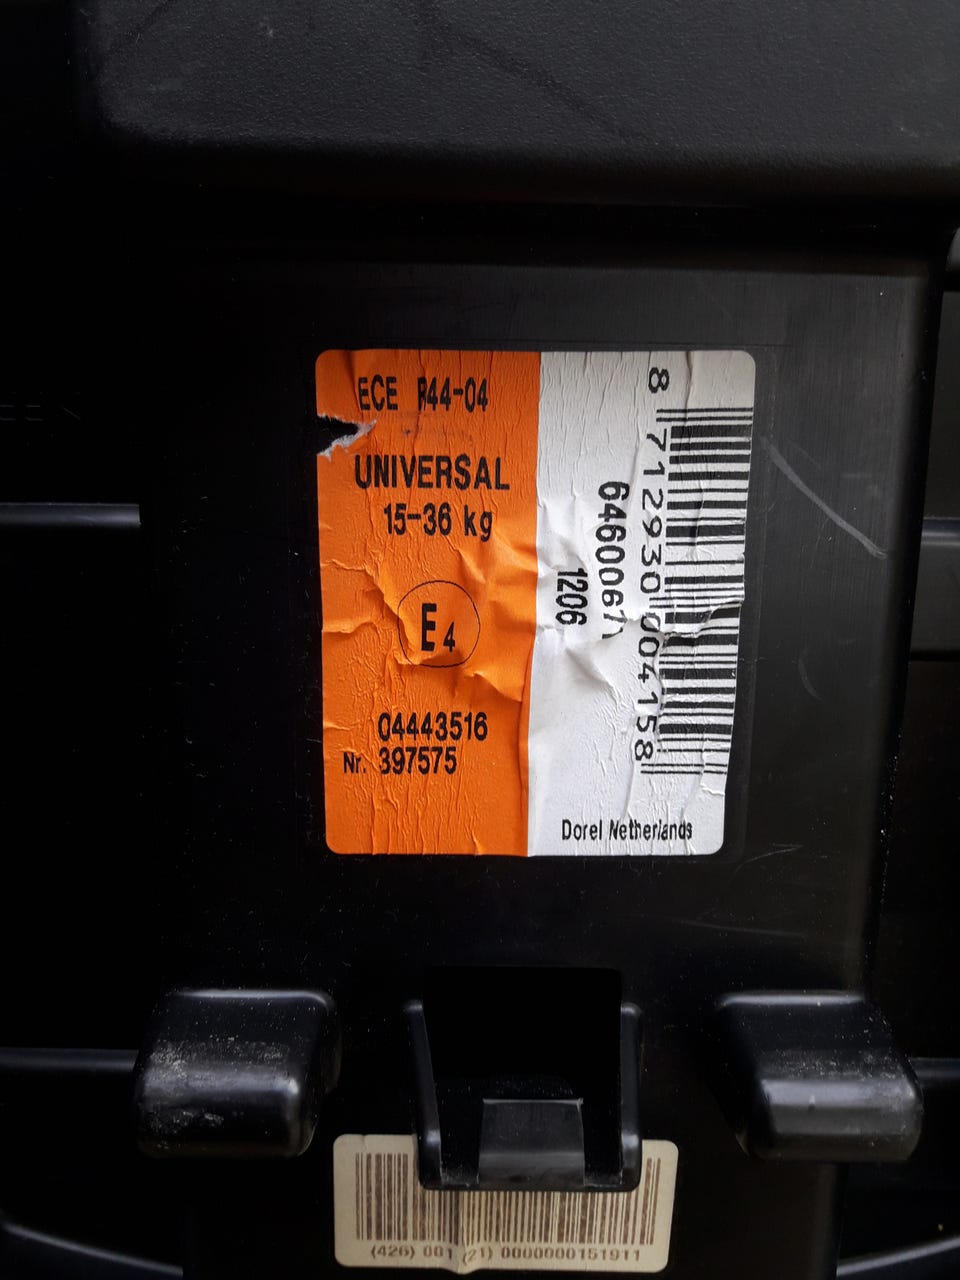 ECE R44-04
UNIVERSAL
15-36 kg
E 4
04443516
Nr. 397575
8 712930 004158
6460067
1206
Dorel Netherlands
(426) 001 (21) 0000000151911